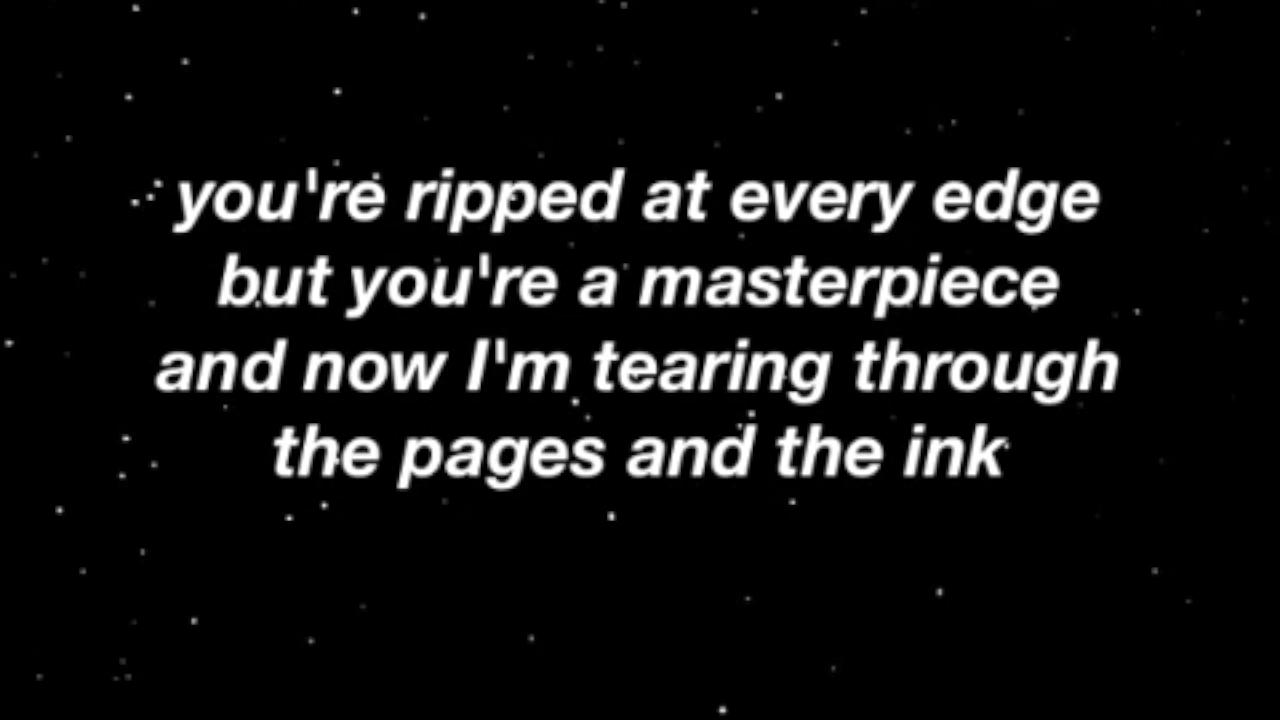 you're ripped at every edge
but you're a masterpiece
and now I'm tearing through
the pages and the ink